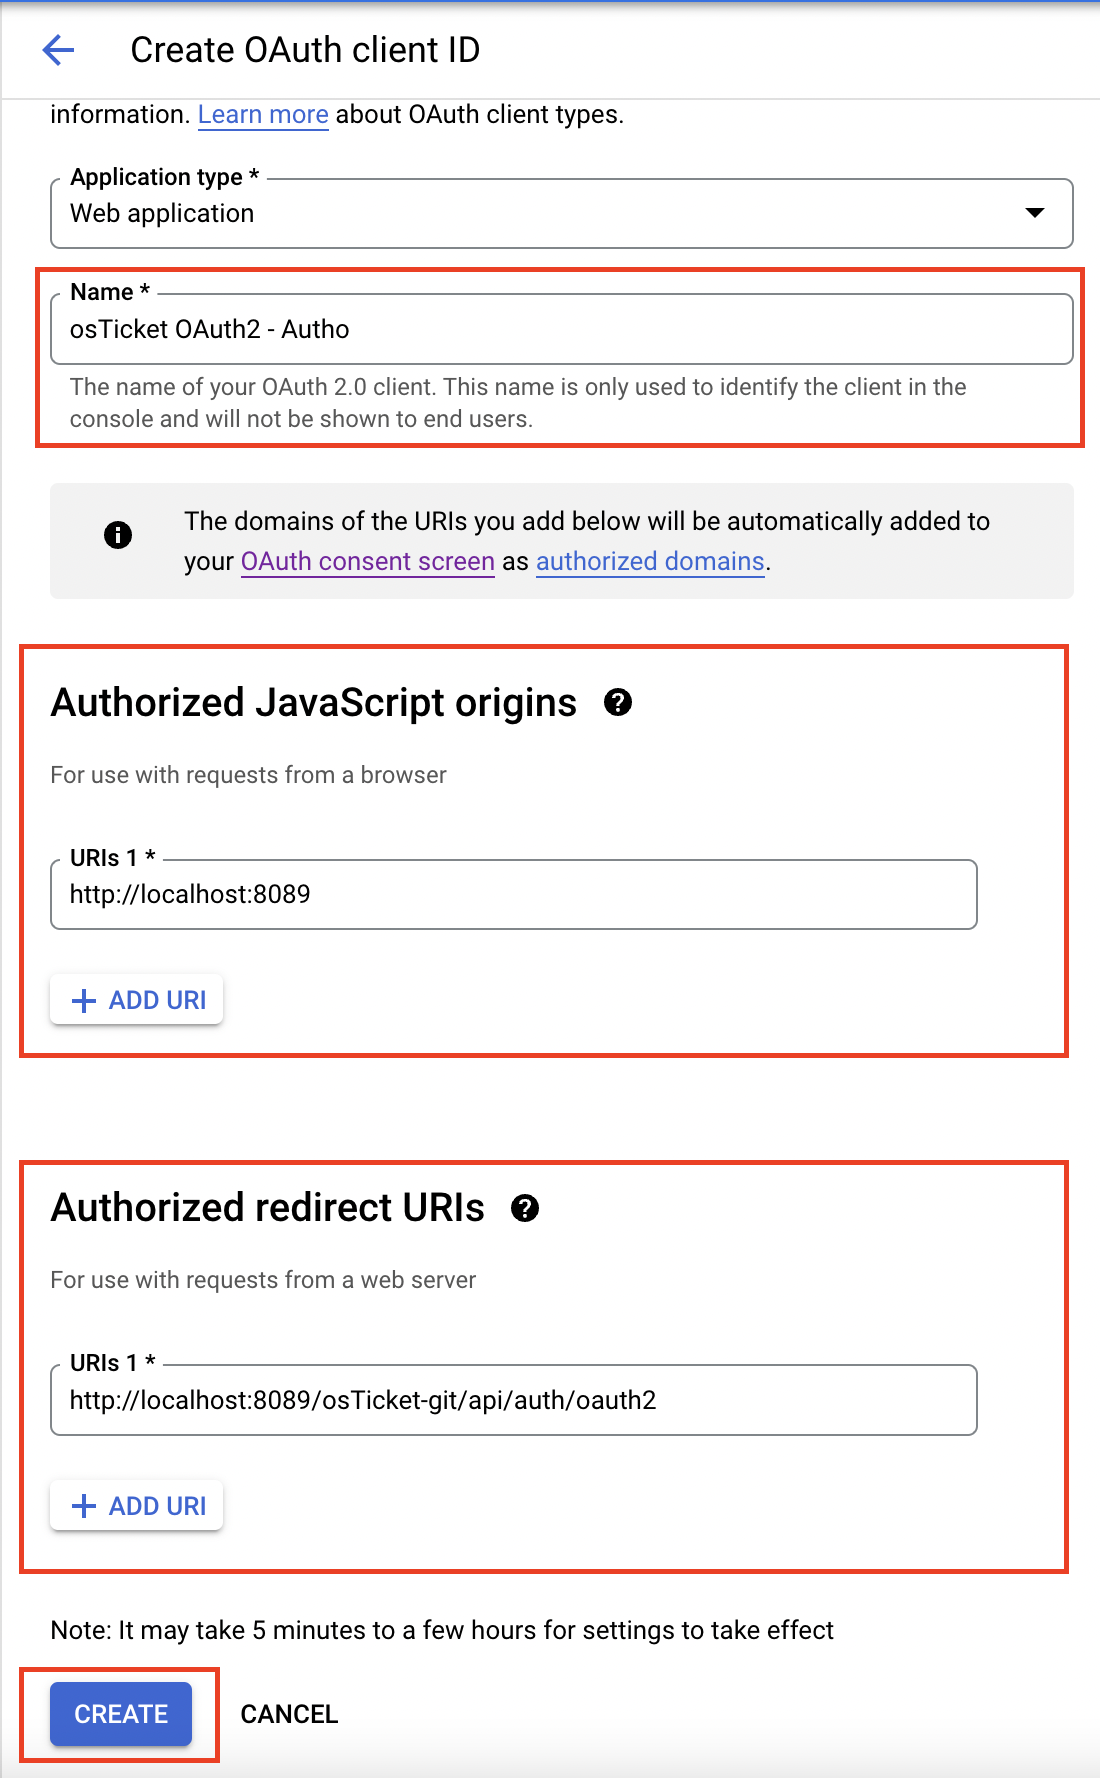 Create OAuth client ID
information. Learn more about OAuth client types.
Application type *
Web application
Name *
osTicket OAuth2 - Autho
The name of your OAuth 2.0 client. This name is only used to identify the client in the
console and will not be shown to end users.
The domains of the URIs you add below will be automatically added to
your OAuth consent screen as authorized domains.
Authorized JavaScript origins
For use with requests from a browser
URIs 1 *
http://localhost:8089
ADD URI
Authorized redirect URIs
For use with requests from a web server
URIs 1 *
http://localhost:8089/osTicket-git/api/auth/oauth2
ADD URI
Note: It may take 5 minutes to a few hours for settings to take effect
CREATE CANCEL